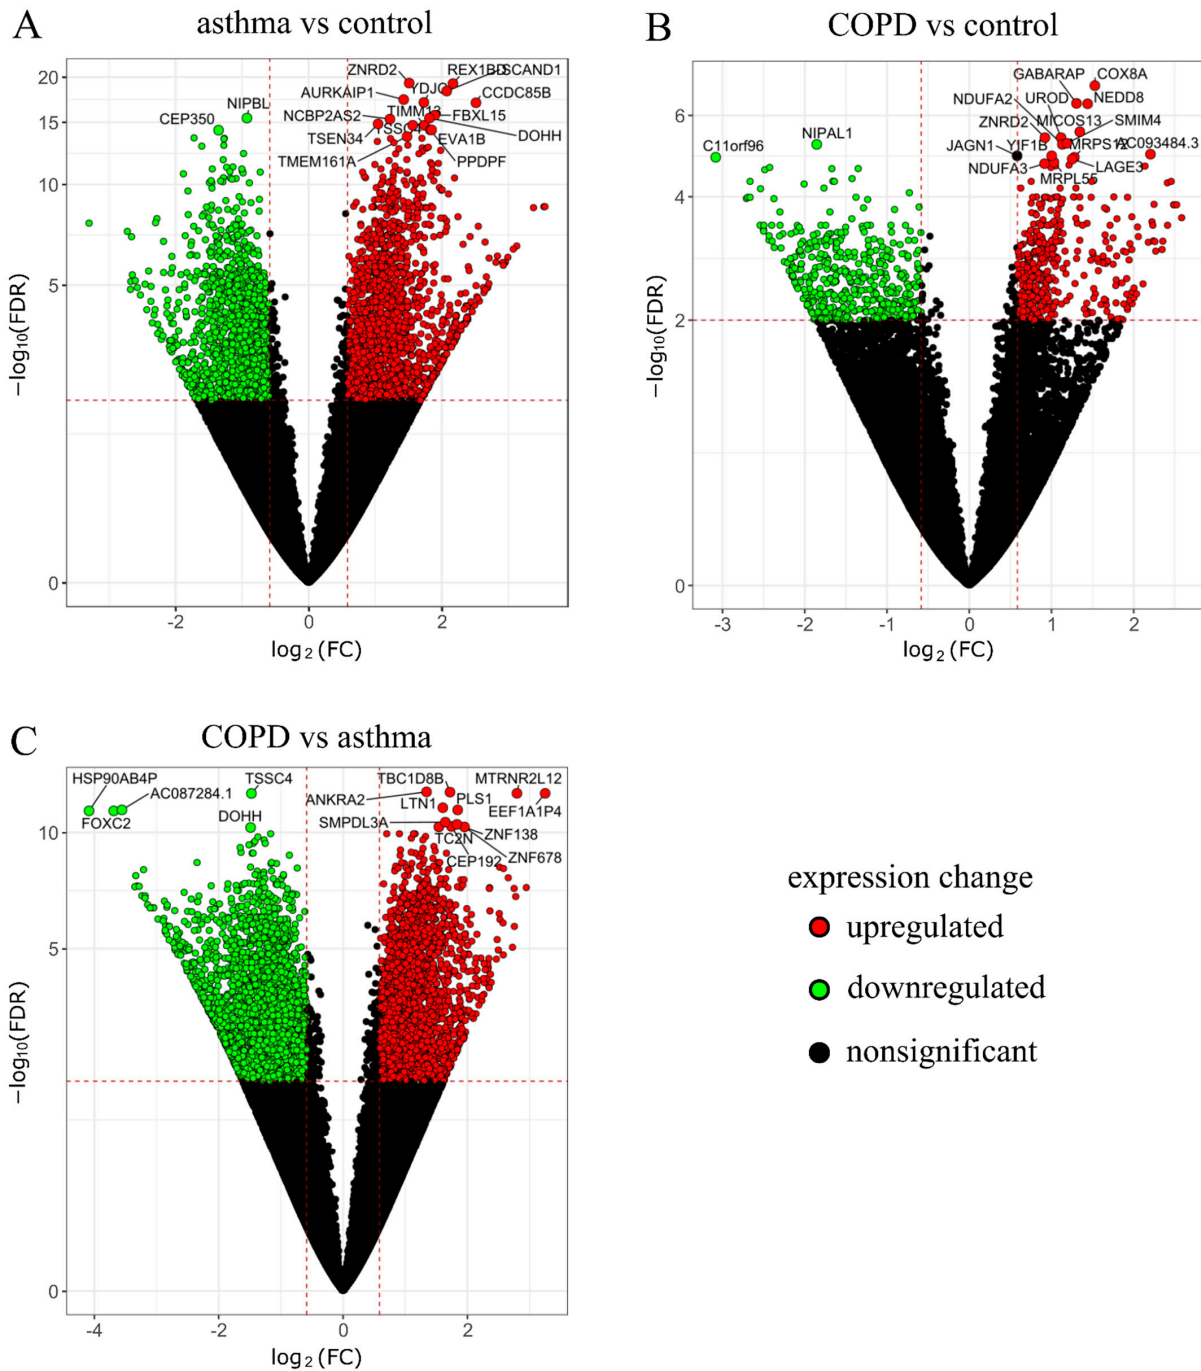 A
asthma vs control
ZNRD2
REX1BD
SCAND1
AURKAIP1
YDJC
CCDC85B
NIPBL
NCBP2AS2
TIMM13
FBXL15
CEP350
TSEN34
TSSC4
EVA1B
DOHH
TMEM161A
PPDPF
20
15
10
5
0
−log10(FDR)
-2
0
2
log2 (FC)
B
COPD vs control
GABARAP
COX8A
NDUFA2
UROD
NEDD8
ZNRD2
MICOS13
SMIM4
C11orf96
NIPAL1
JAGN1
YIF1B
MRPS12
AC093484.3
NDUFA3
LAGE3
MRPL55
6
4
2
0
−log10(FDR)
-3
-2
-1
0
1
2
log2 (FC)
C
COPD vs asthma
HSP90AB4P
TSSC4
TBC1D8B
MTRNR2L12
AC087284.1
ANKRA2
LTN1
PLS1
EEF1A1P4
FOXC2
DOHH
SMPDL3A
TC2N
ZNF138
CEP192
ZNF678
10
5
0
−log10(FDR)
-4
-2
0
2
log2 (FC)
expression change
upregulated
downregulated
nonsignificant